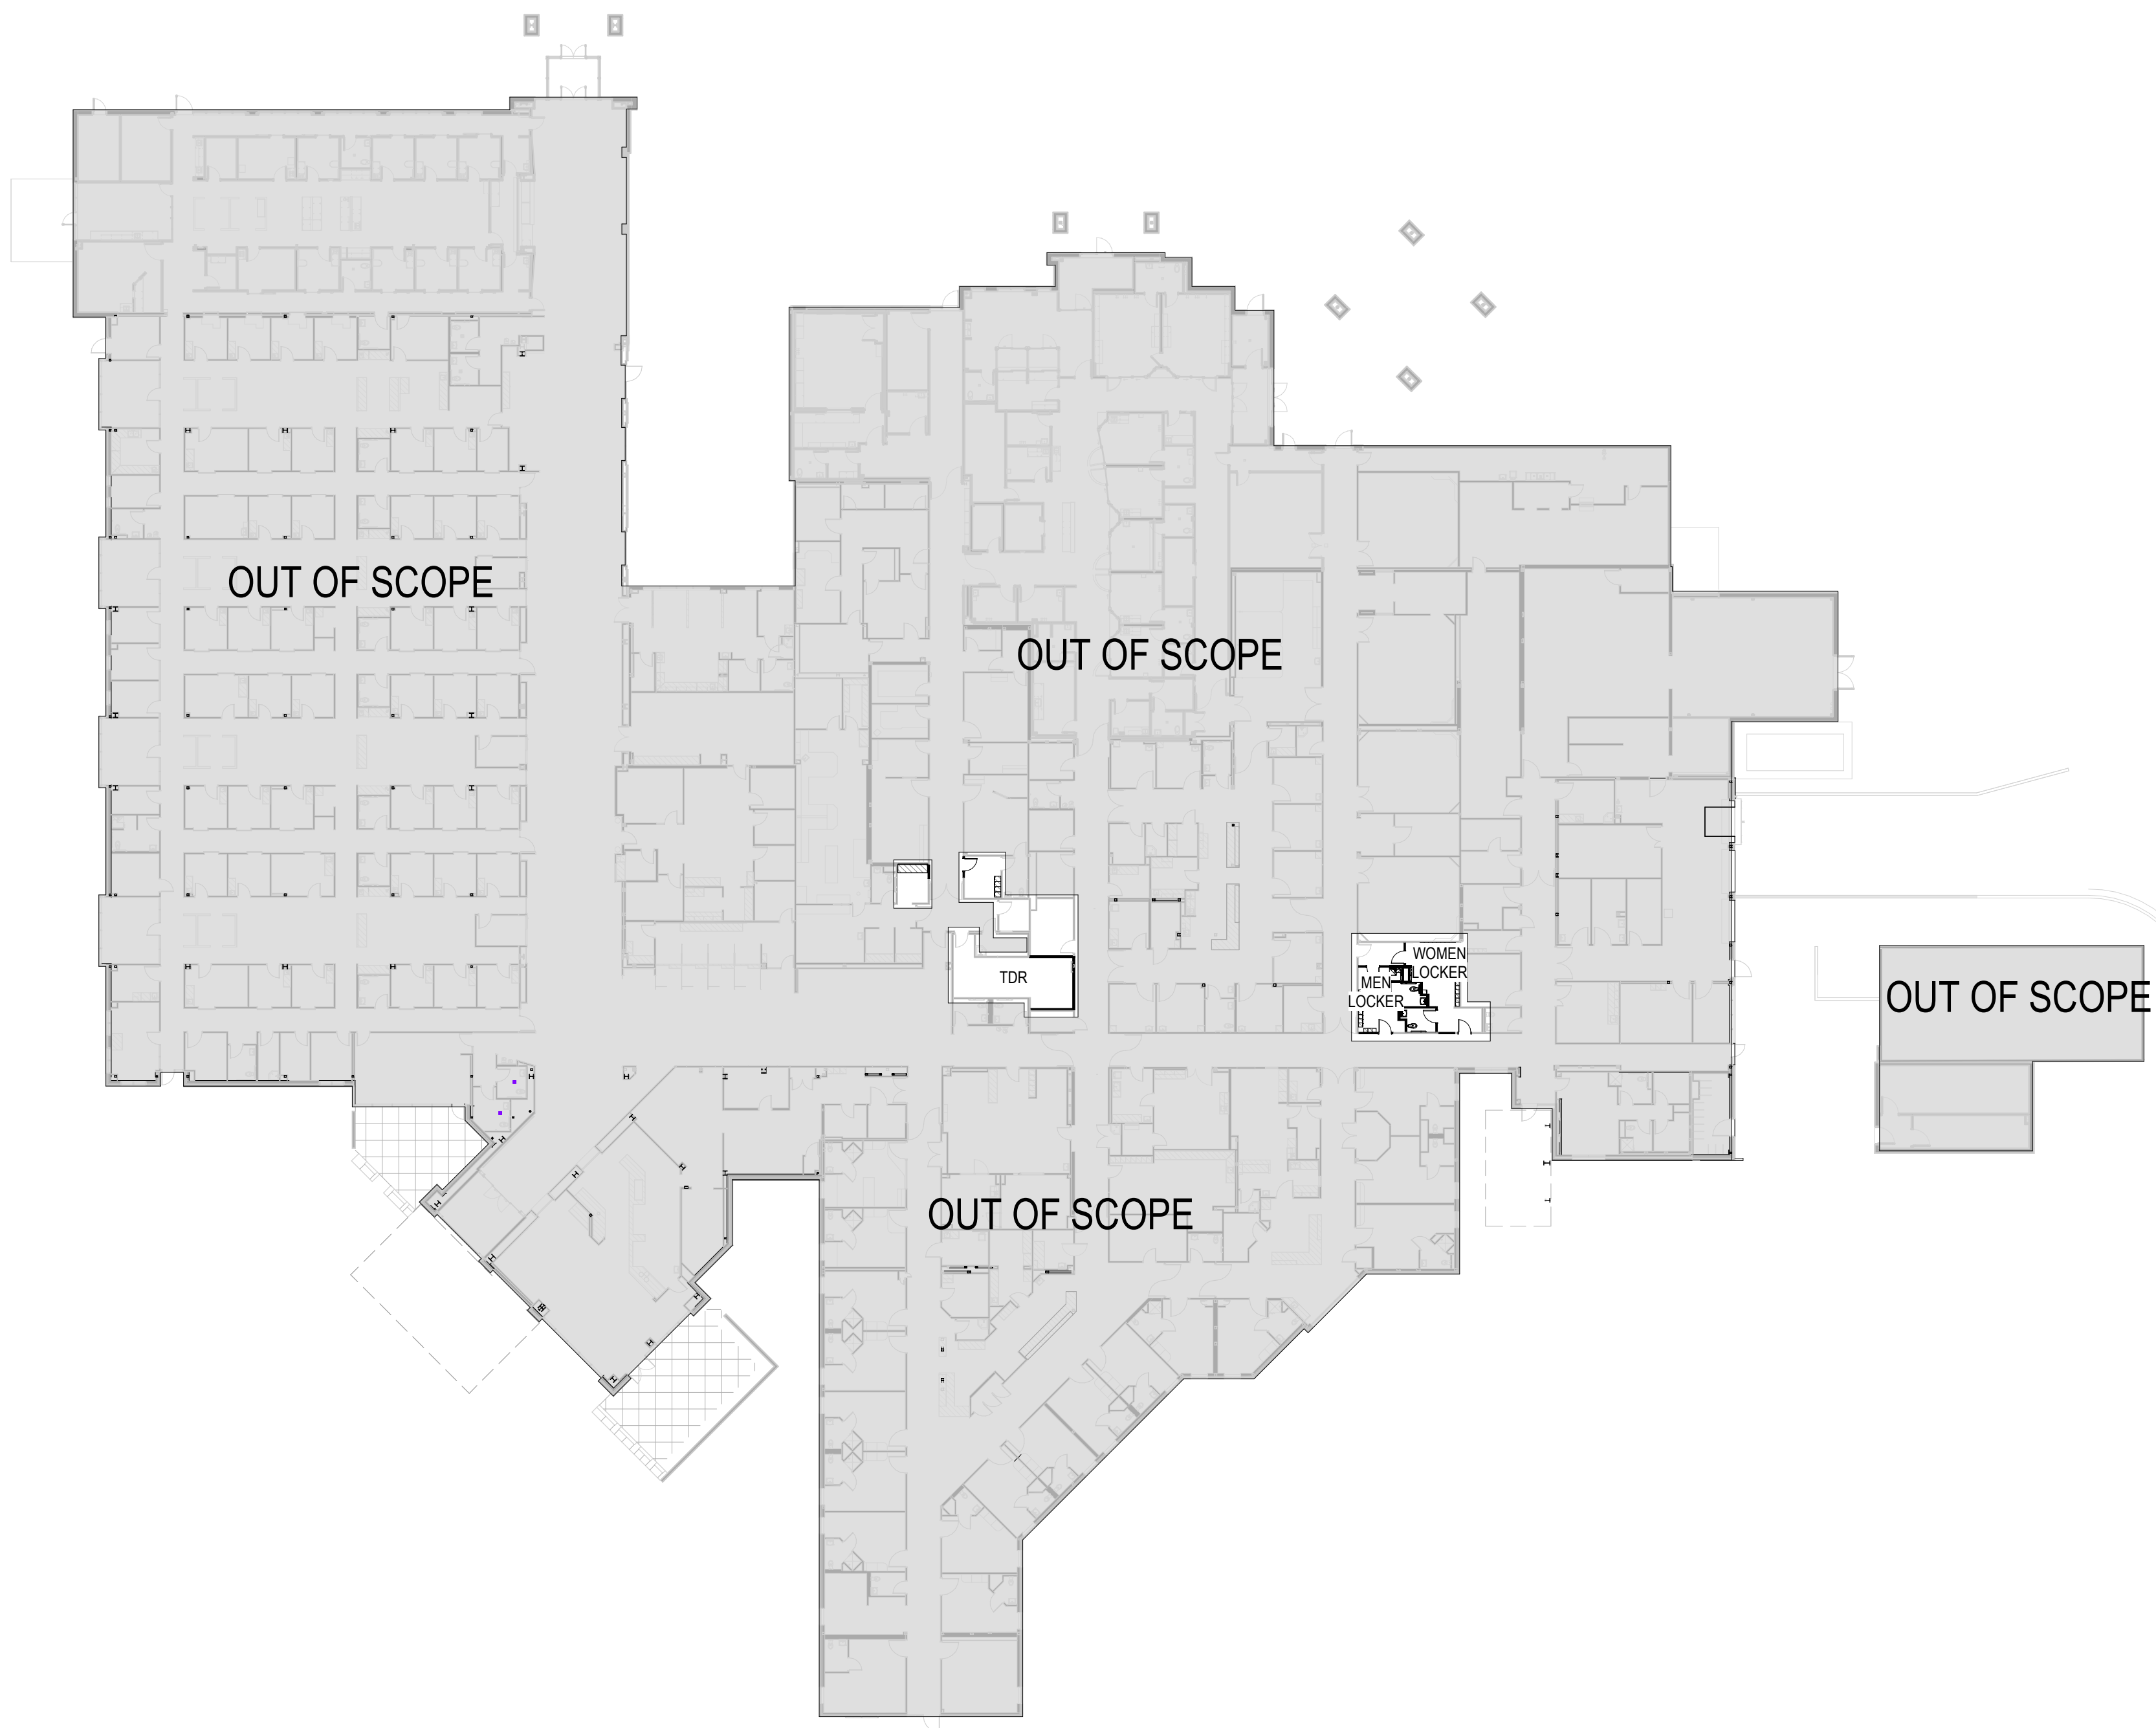 OUT OF SCOPE
OUT OF SCOPE
TDR
WOMEN
LOCKER
MEN
LOCKER
OUT OF SCOPE
OUT OF SCOPE